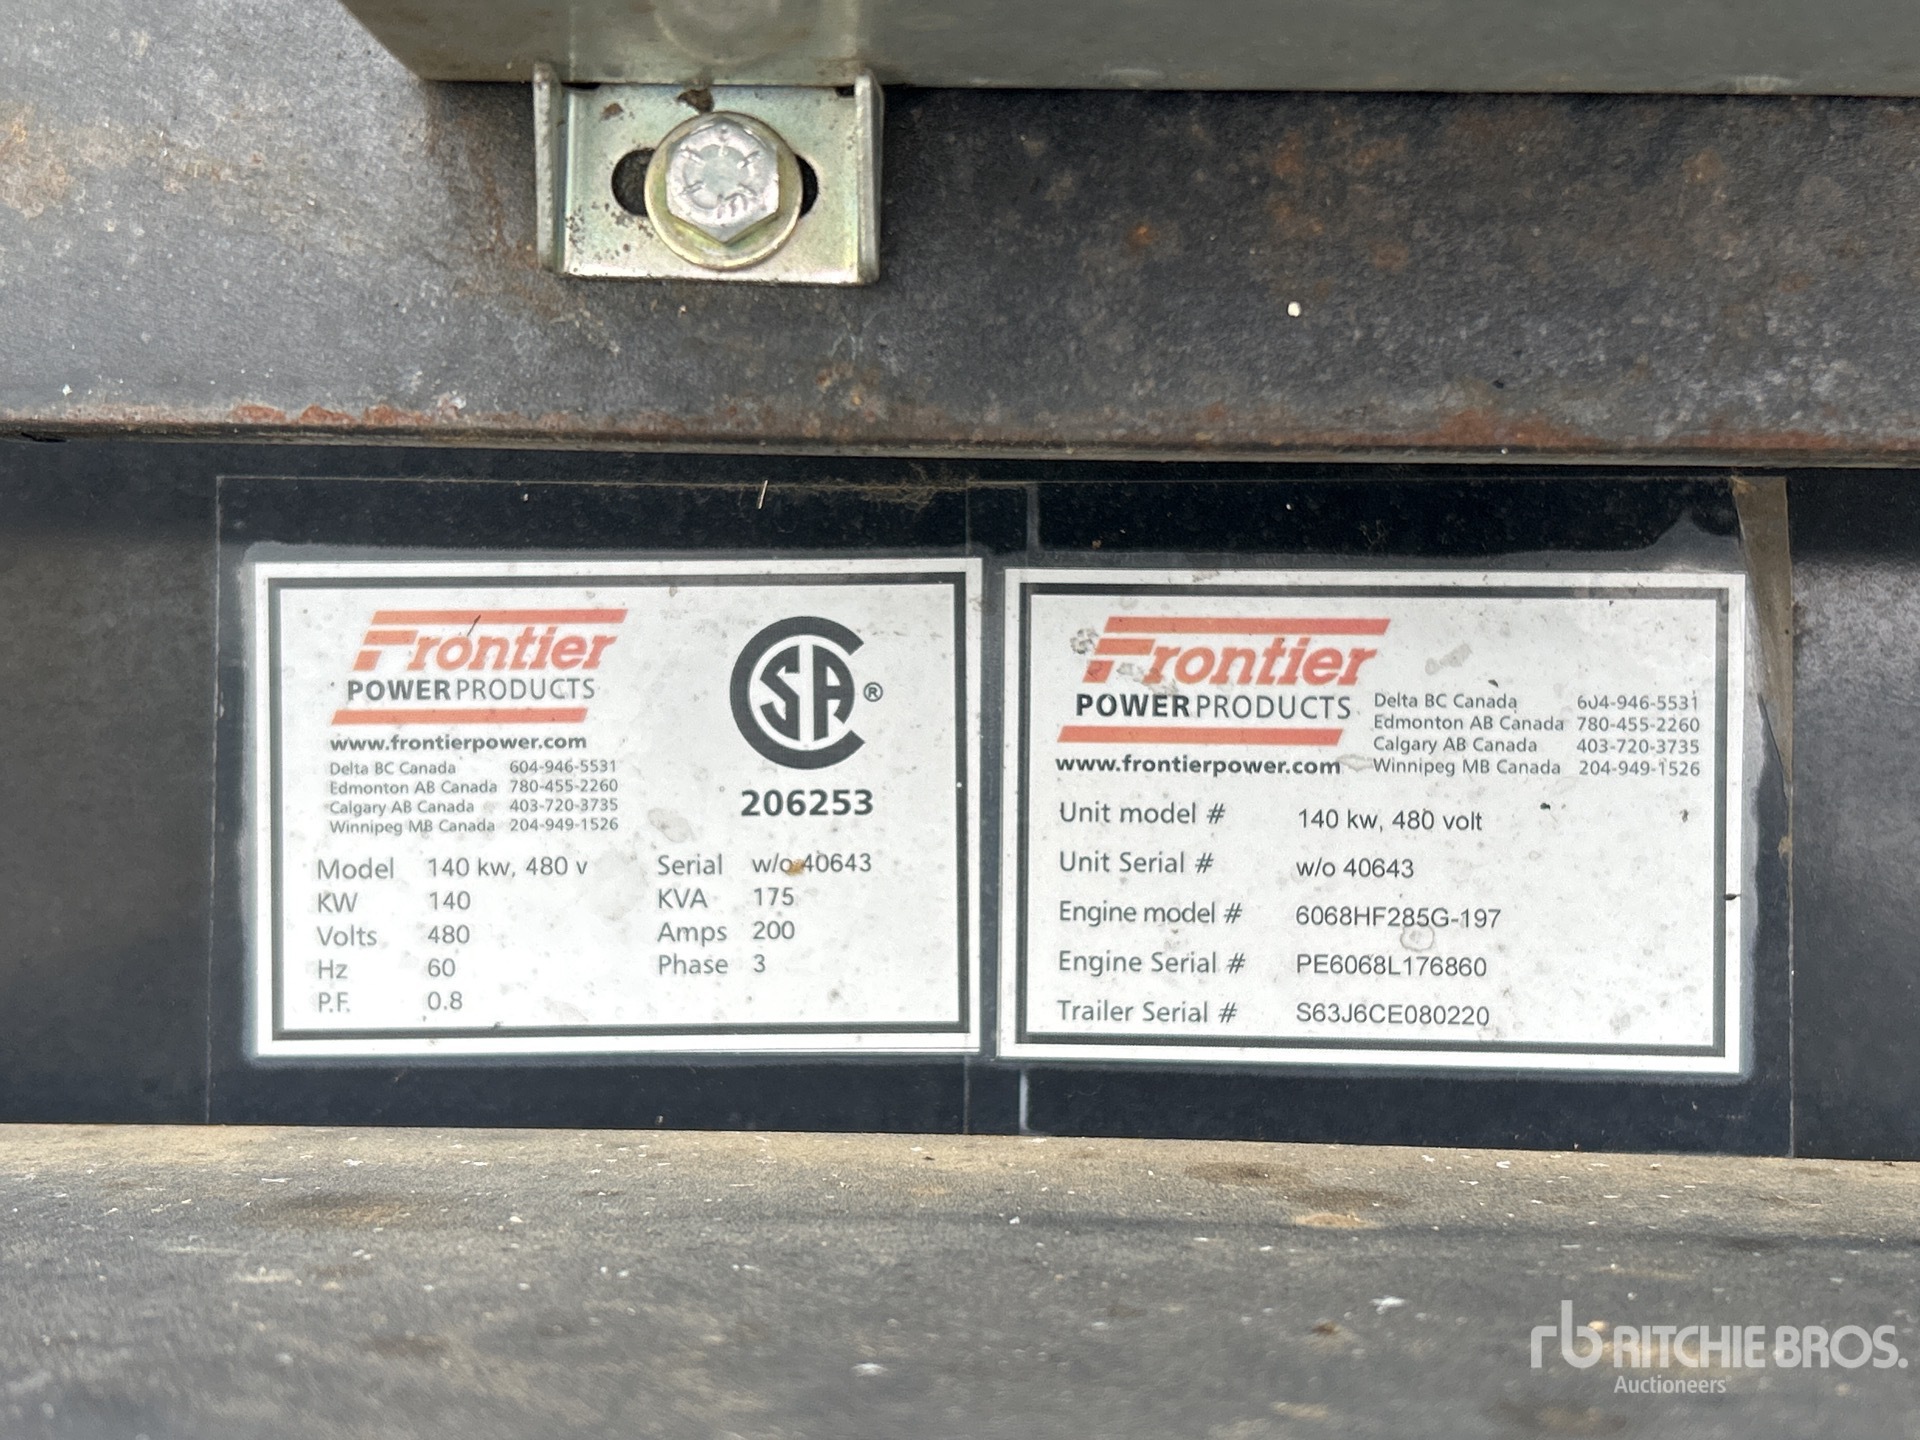 Frontier
POWER PRODUCTS
www.frontierpower.com
Delta BC Canada 604-946-5531
Edmonton AB Canada 780-455-2260
Calgary AB Canada 403-720-3735
Winnipeg MB Canada 204-949-1526
SA ®
206253
Model 140 kw, 480 v Serial w/o 40643
KW 140 KVA 175
Volts 480 Amps 200
Hz 60 Phase 3
P.F. 0.8
Frontier
POWER PRODUCTS
www.frontierpower.com
Delta BC Canada 604-946-5531
Edmonton AB Canada 780-455-2260
Calgary AB Canada 403-720-3735
Winnipeg MB Canada 204-949-1526
Unit model # 140 kw, 480 volt
Unit Serial # w/o 40643
Engine model # 6068HF285G-197
Engine Serial # PE6068L176860
Trailer Serial # S63J6CE080220
rb RITCHIE BROS.
Auctioneers